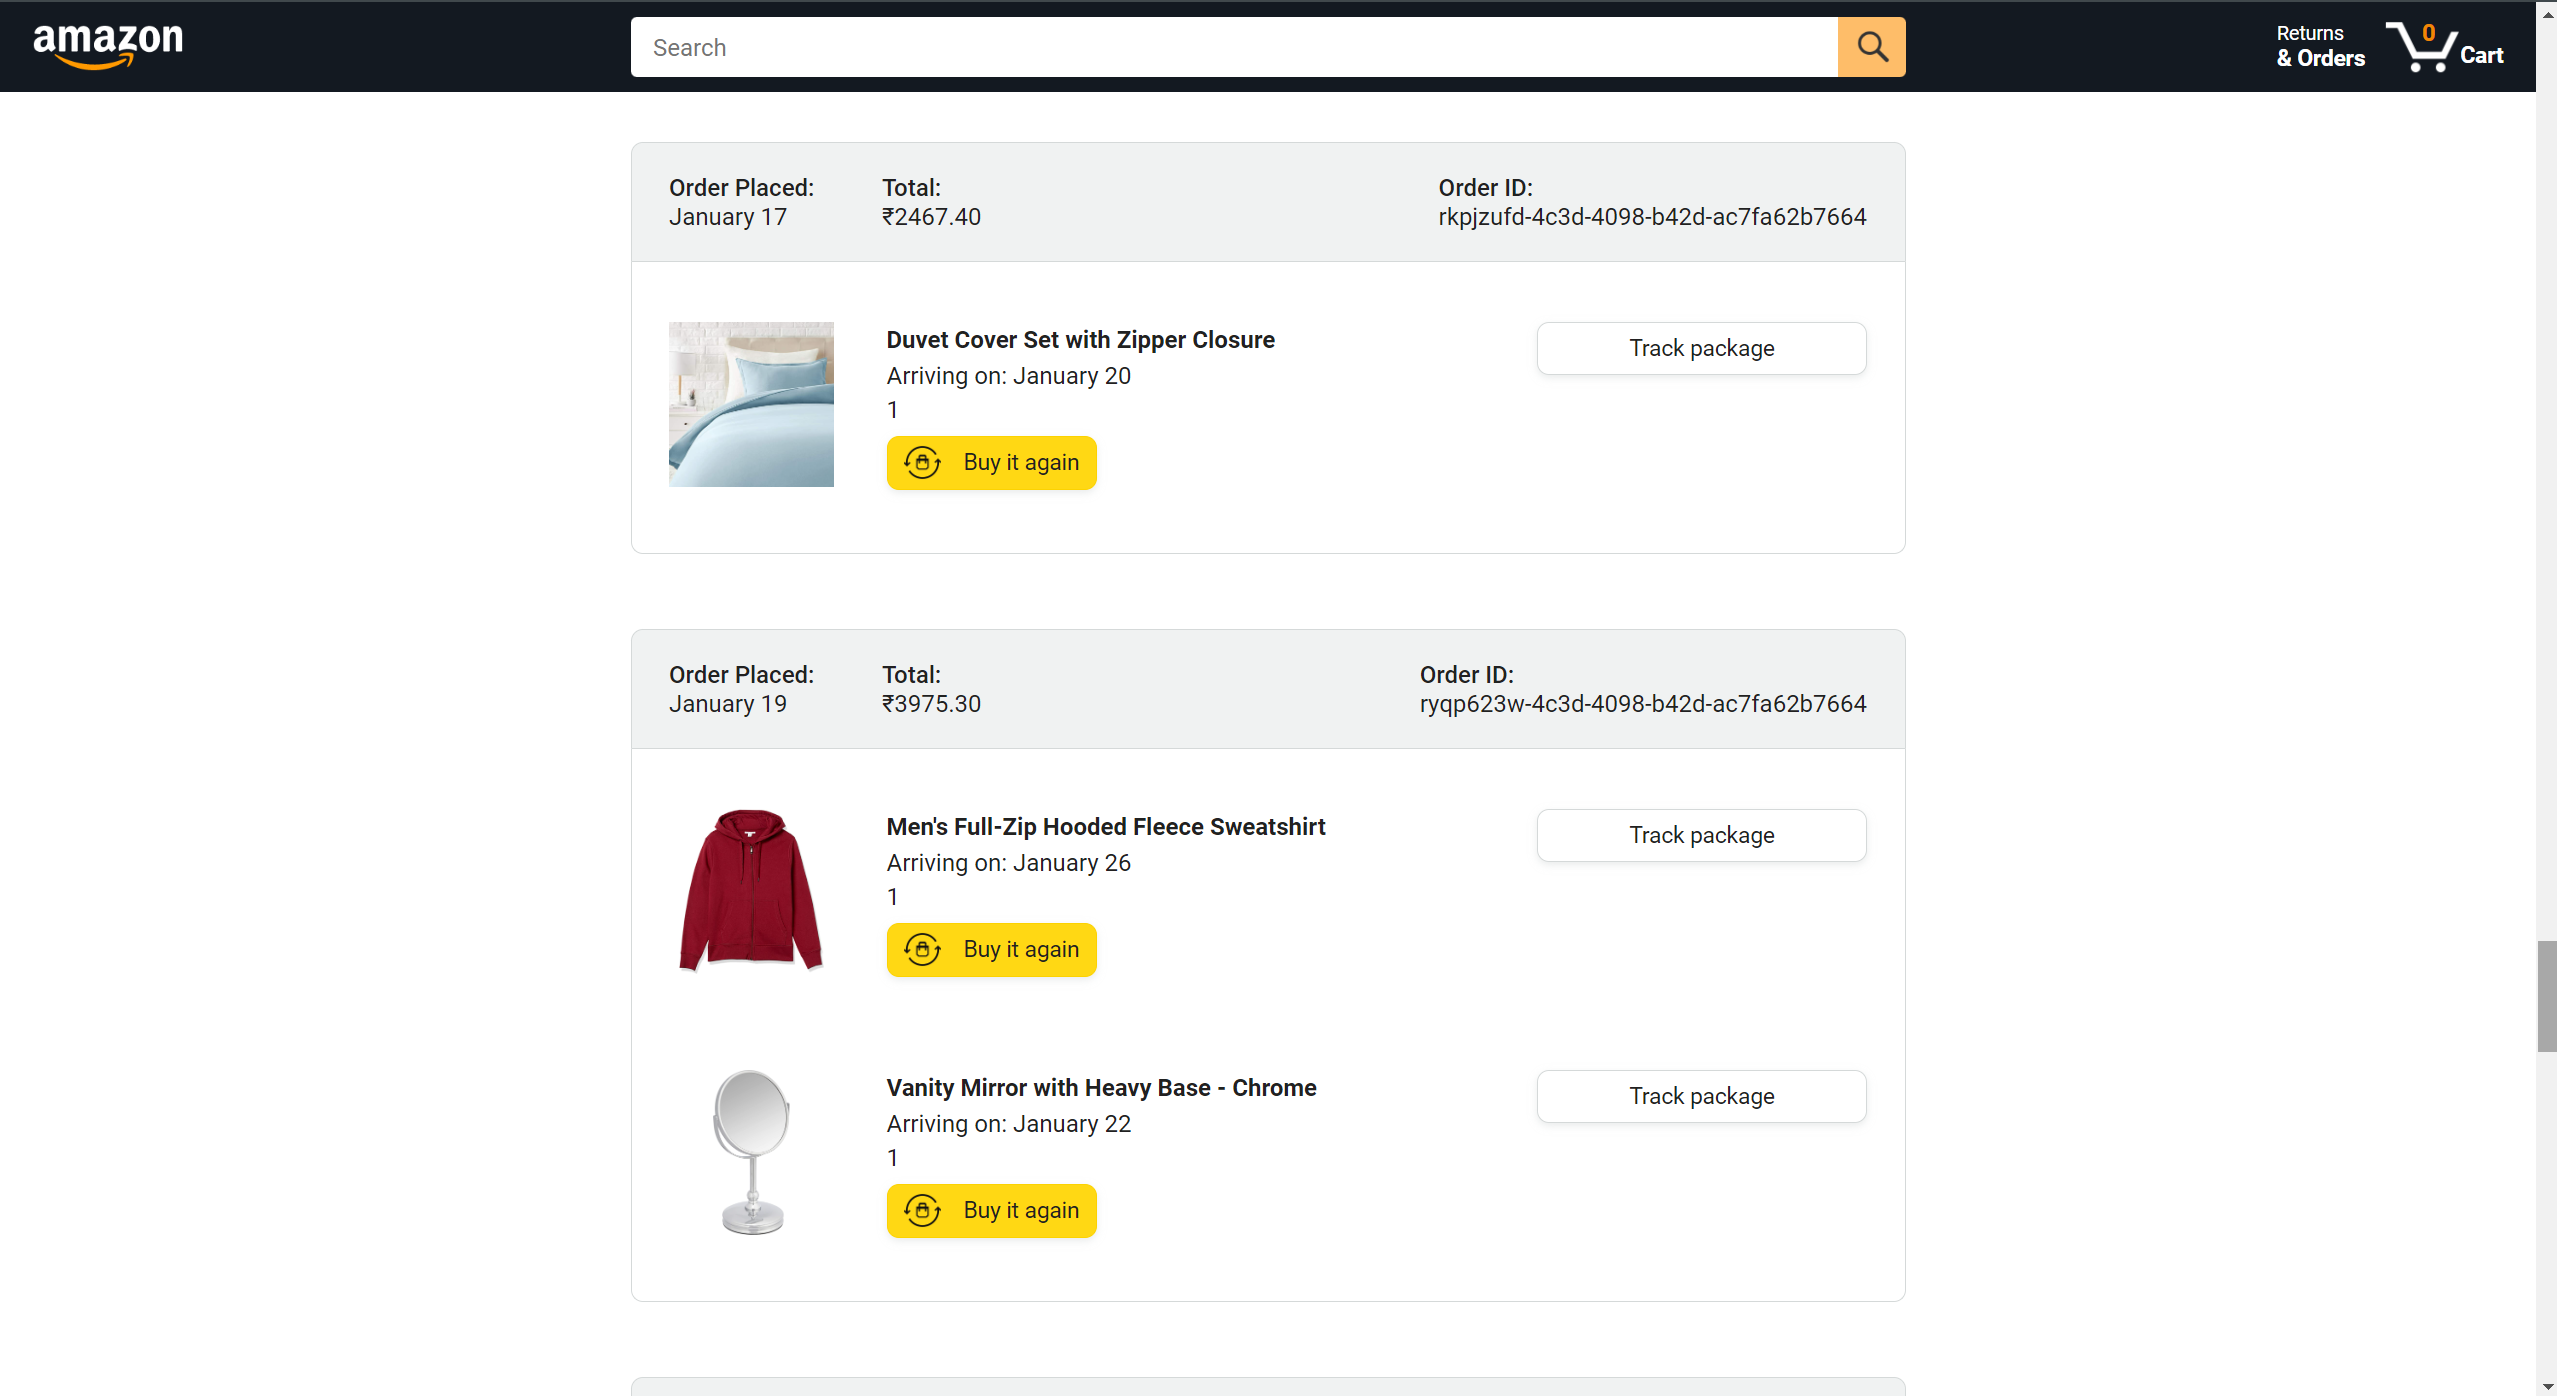 amazon
Search
Returns
& Orders
0
Cart
Order Placed:
January 17
Total:
₹2467.40
Order ID:
rkpjzufd-4c3d-4098-b42d-ac7fa62b7664
Duvet Cover Set with Zipper Closure
Arriving on: January 20
1
Buy it again
Track package
Order Placed:
January 19
Total:
₹3975.30
Order ID:
ryqp623w-4c3d-4098-b42d-ac7fa62b7664
Men's Full-Zip Hooded Fleece Sweatshirt
Arriving on: January 26
1
Buy it again
Track package
Vanity Mirror with Heavy Base - Chrome
Arriving on: January 22
1
Buy it again
Track package